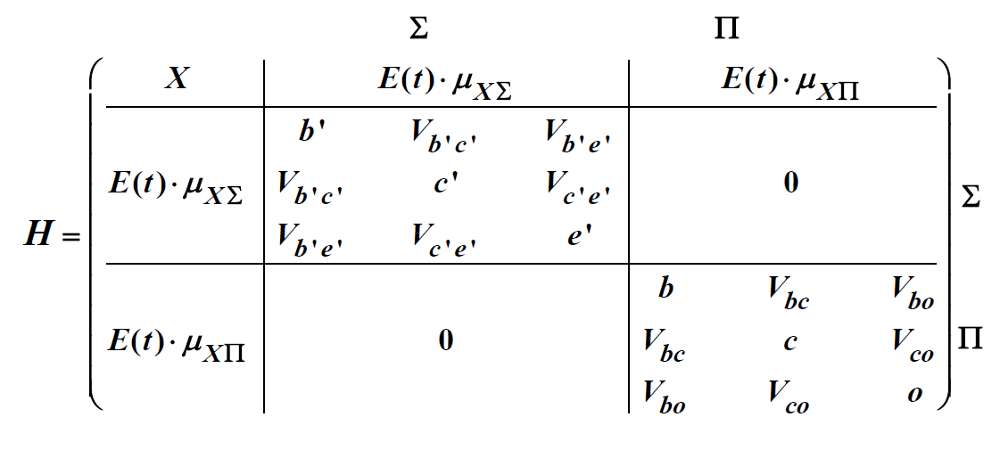 Σ Π
X E(t)·μ_XΣ E(t)·μ_XΠ
b' V_b'c' V_b'e'
E(t)·μ_XΣ V_b'c' c' V_c'e' 0 Σ
H =
V_b'e' V_c'e' e'
b V_bc V_bo
E(t)·μ_XΠ 0 V_bc c V_co Π
V_bo V_co o